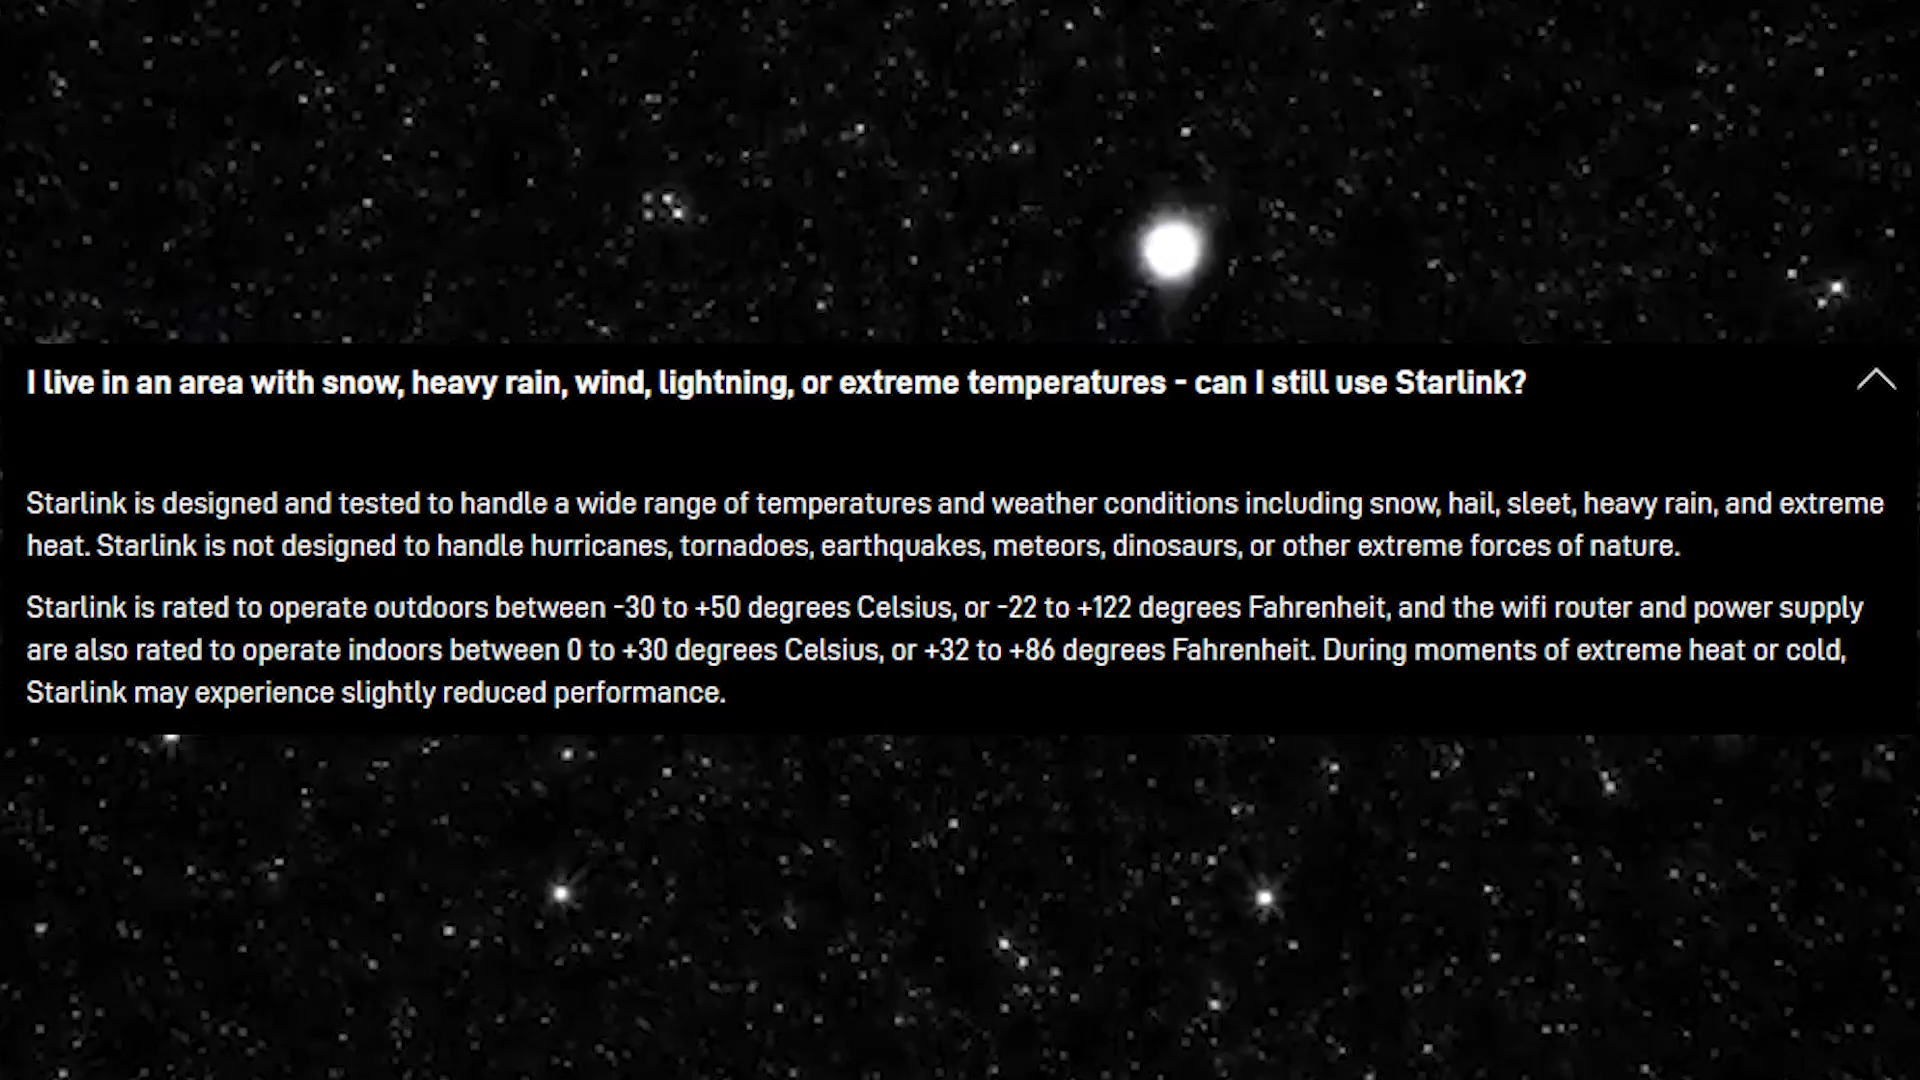 I live in an area with snow, heavy rain, wind, lightning, or extreme temperatures - can I still use Starlink?
Starlink is designed and tested to handle a wide range of temperatures and weather conditions including snow, hail, sleet, heavy rain, and extreme
heat. Starlink is not designed to handle hurricanes, tornadoes, earthquakes, meteors, dinosaurs, or other extreme forces of nature.
Starlink is rated to operate outdoors between -30 to +50 degrees Celsius, or -22 to +122 degrees Fahrenheit, and the wifi router and power supply
are also rated to operate indoors between 0 to +30 degrees Celsius, or +32 to +86 degrees Fahrenheit. During moments of extreme heat or cold,
Starlink may experience slightly reduced performance.